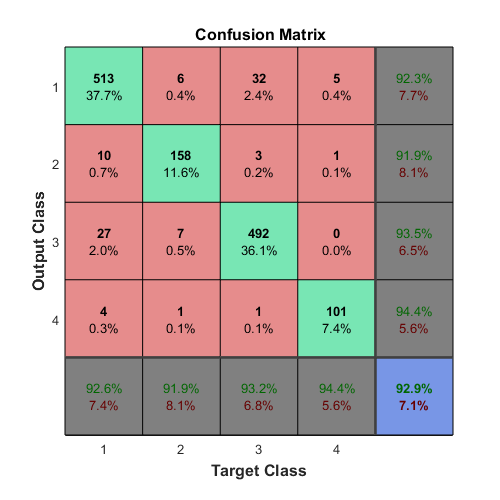 Confusion Matrix
513 6 32 5 92.3%
1
37.7% 0.4% 2.4% 0.4% 7.7%
10 158 3 1 91.9%
2
0.7% 11.6% 0.2% 0.1% 8.1%
27 7 492 0 93.5%
3
2.0% 0.5% 36.1% 0.0% 6.5%
4 1 1 101 94.4%
4
0.3% 0.1% 0.1% 7.4% 5.6%
92.6% 91.9% 93.2% 94.4% 92.9%
7.4% 8.1% 6.8% 5.6% 7.1%
1 2 3 4
Target Class
Output Class